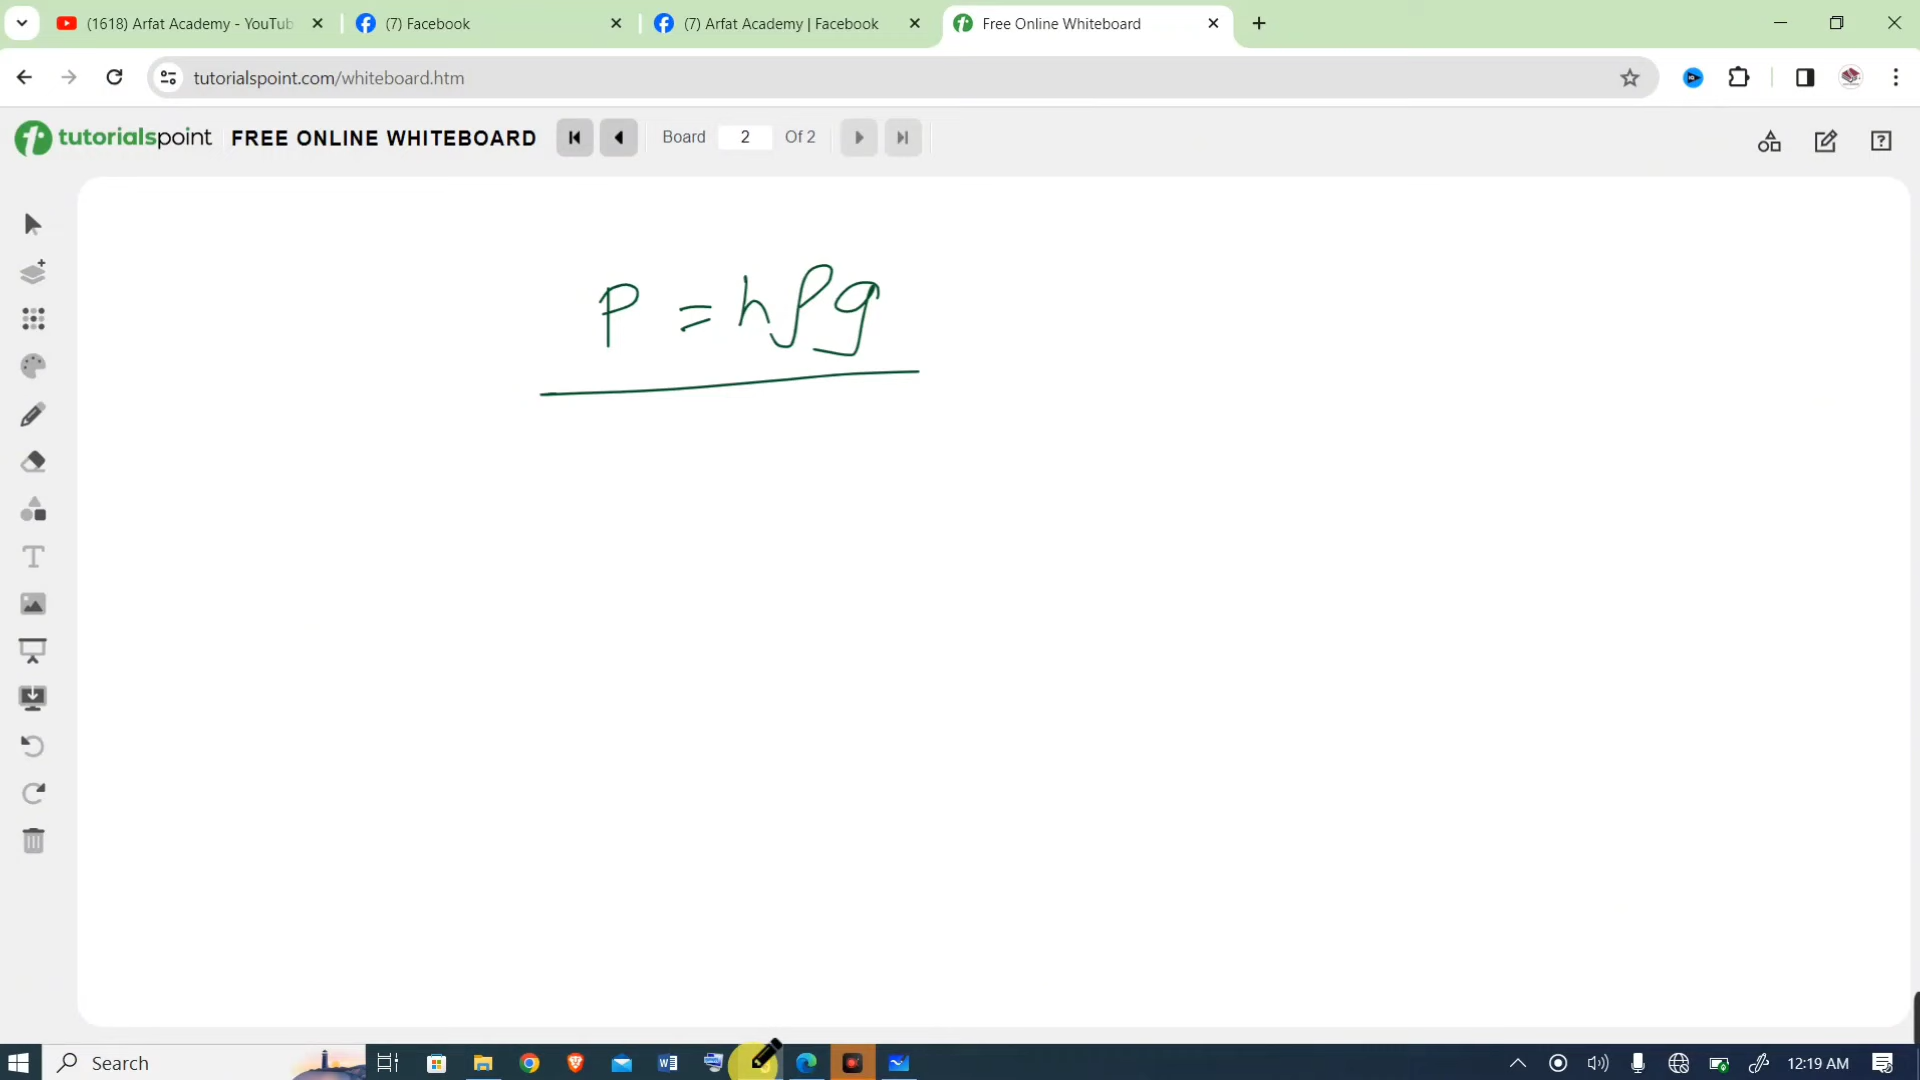 (1618) Arfat Academy - YouTub
(7) Facebook
(7) Arfat Academy | Facebook
Free Online Whiteboard
tutorialspoint.com/whiteboard.htm
tutorialspoint FREE ONLINE WHITEBOARD Board 2 Of 2
P = hρg
T
Search
12:19 AM